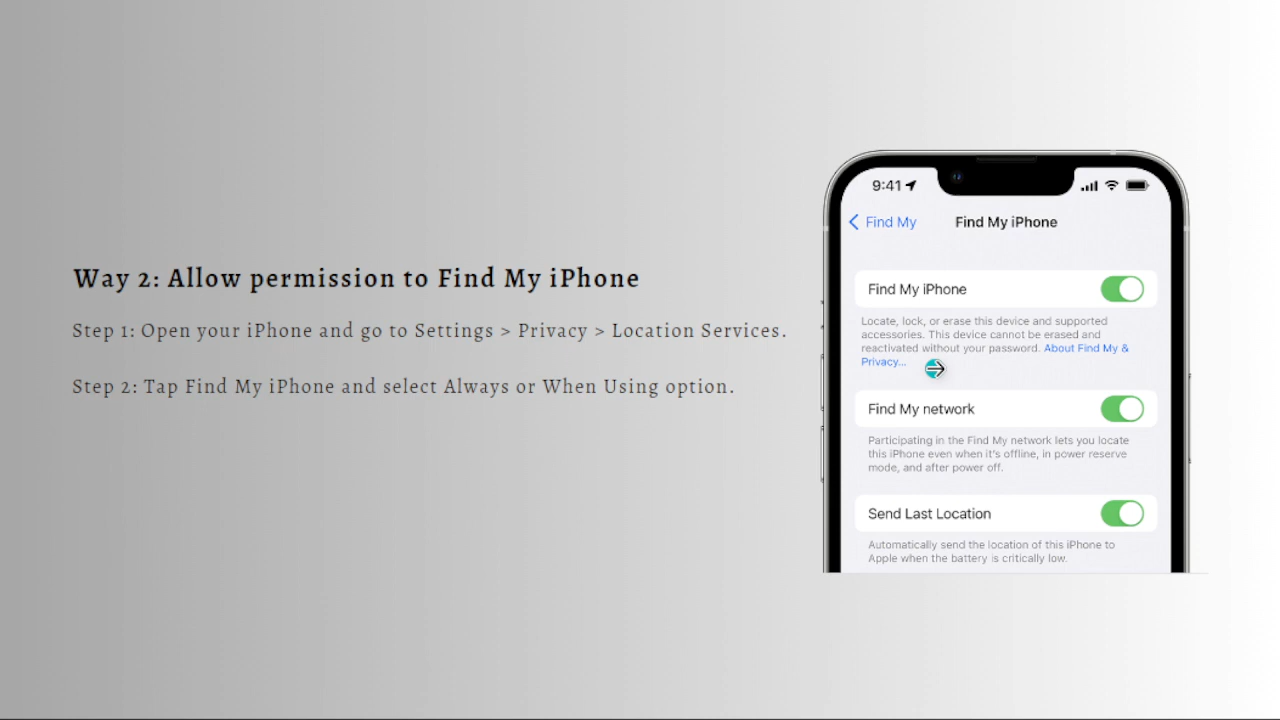 Way 2: Allow permission to Find My iPhone
Step 1: Open your iPhone and go to Settings > Privacy > Location Services.
Step 2: Tap Find My iPhone and select Always or When Using option.
9:41
Find My
Find My iPhone
Find My iPhone
Locate, lock, or erase this device and supported
accessories. This device cannot be erased and
reactivated without your password. About Find My &
Privacy...
Find My network
Participating in the Find My network lets you locate
this iPhone even when it's offline, in power reserve
mode, and after power off.
Send Last Location
Automatically send the location of this iPhone to
Apple when the battery is critically low.